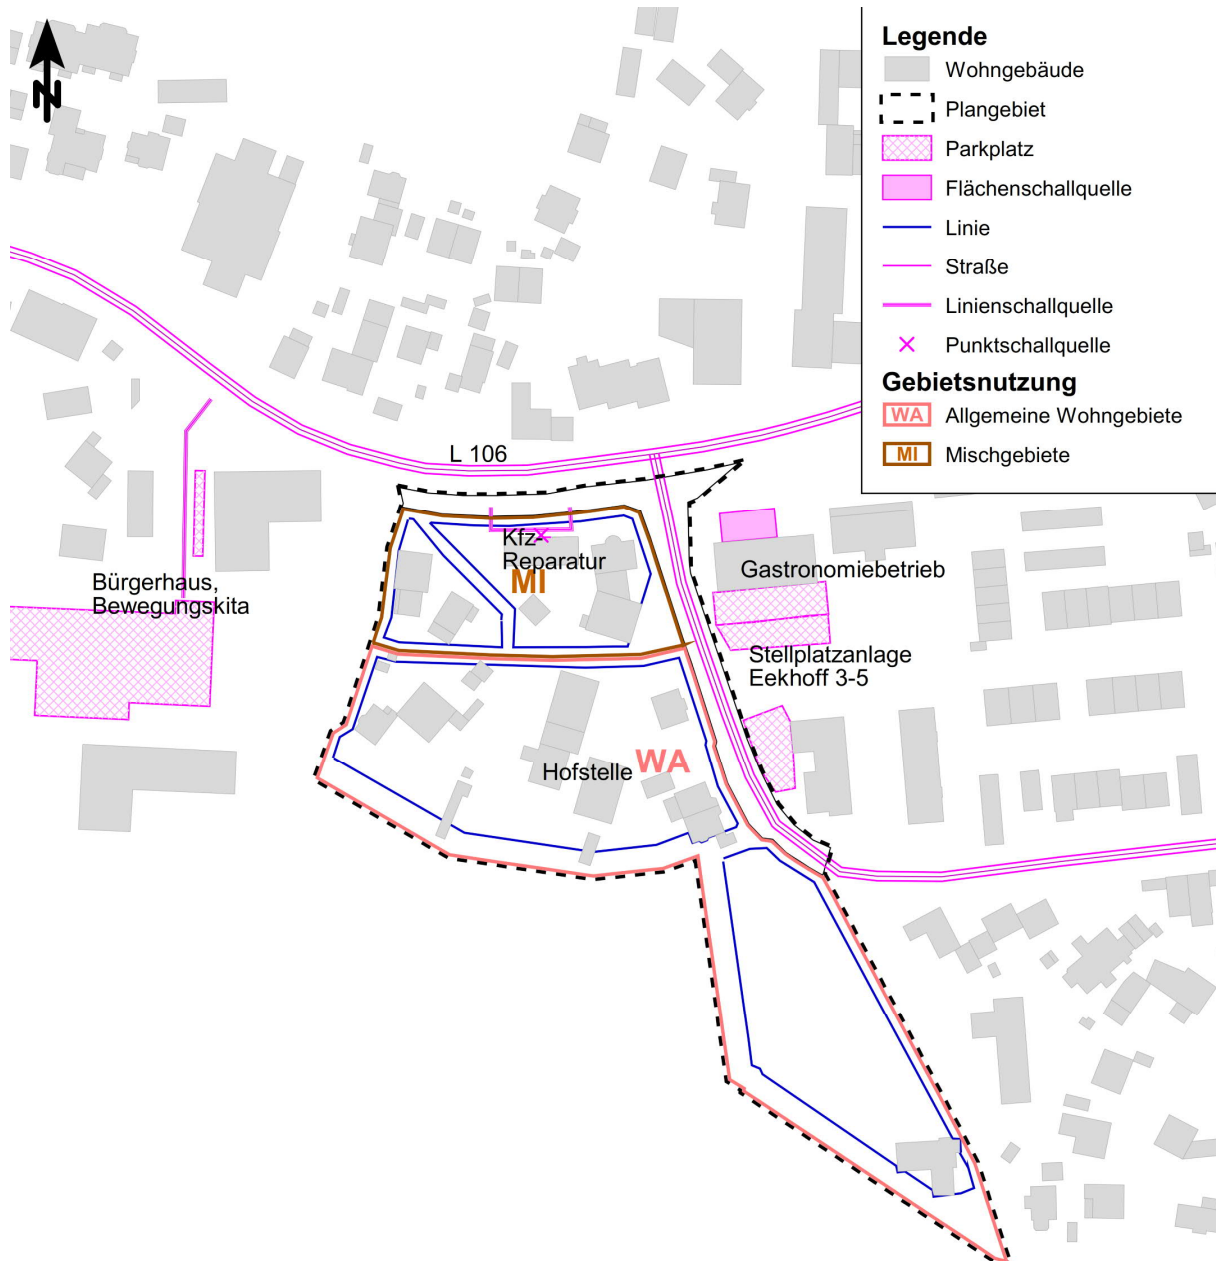 N
Legende
Wohngebäude
Plangebiet
Parkplatz
Flächenschallquelle
Linie
Straße
Linienschallquelle
Punktschallquelle
Gebietsnutzung
WA Allgemeine Wohngebiete
MI Mischgebiete
L 106
Kfz-
Reparatur
MI
Gastronomiebetrieb
Bürgerhaus,
Bewegungskita
Stellplatzanlage
Eekhoff 3-5
WA
Hofstelle